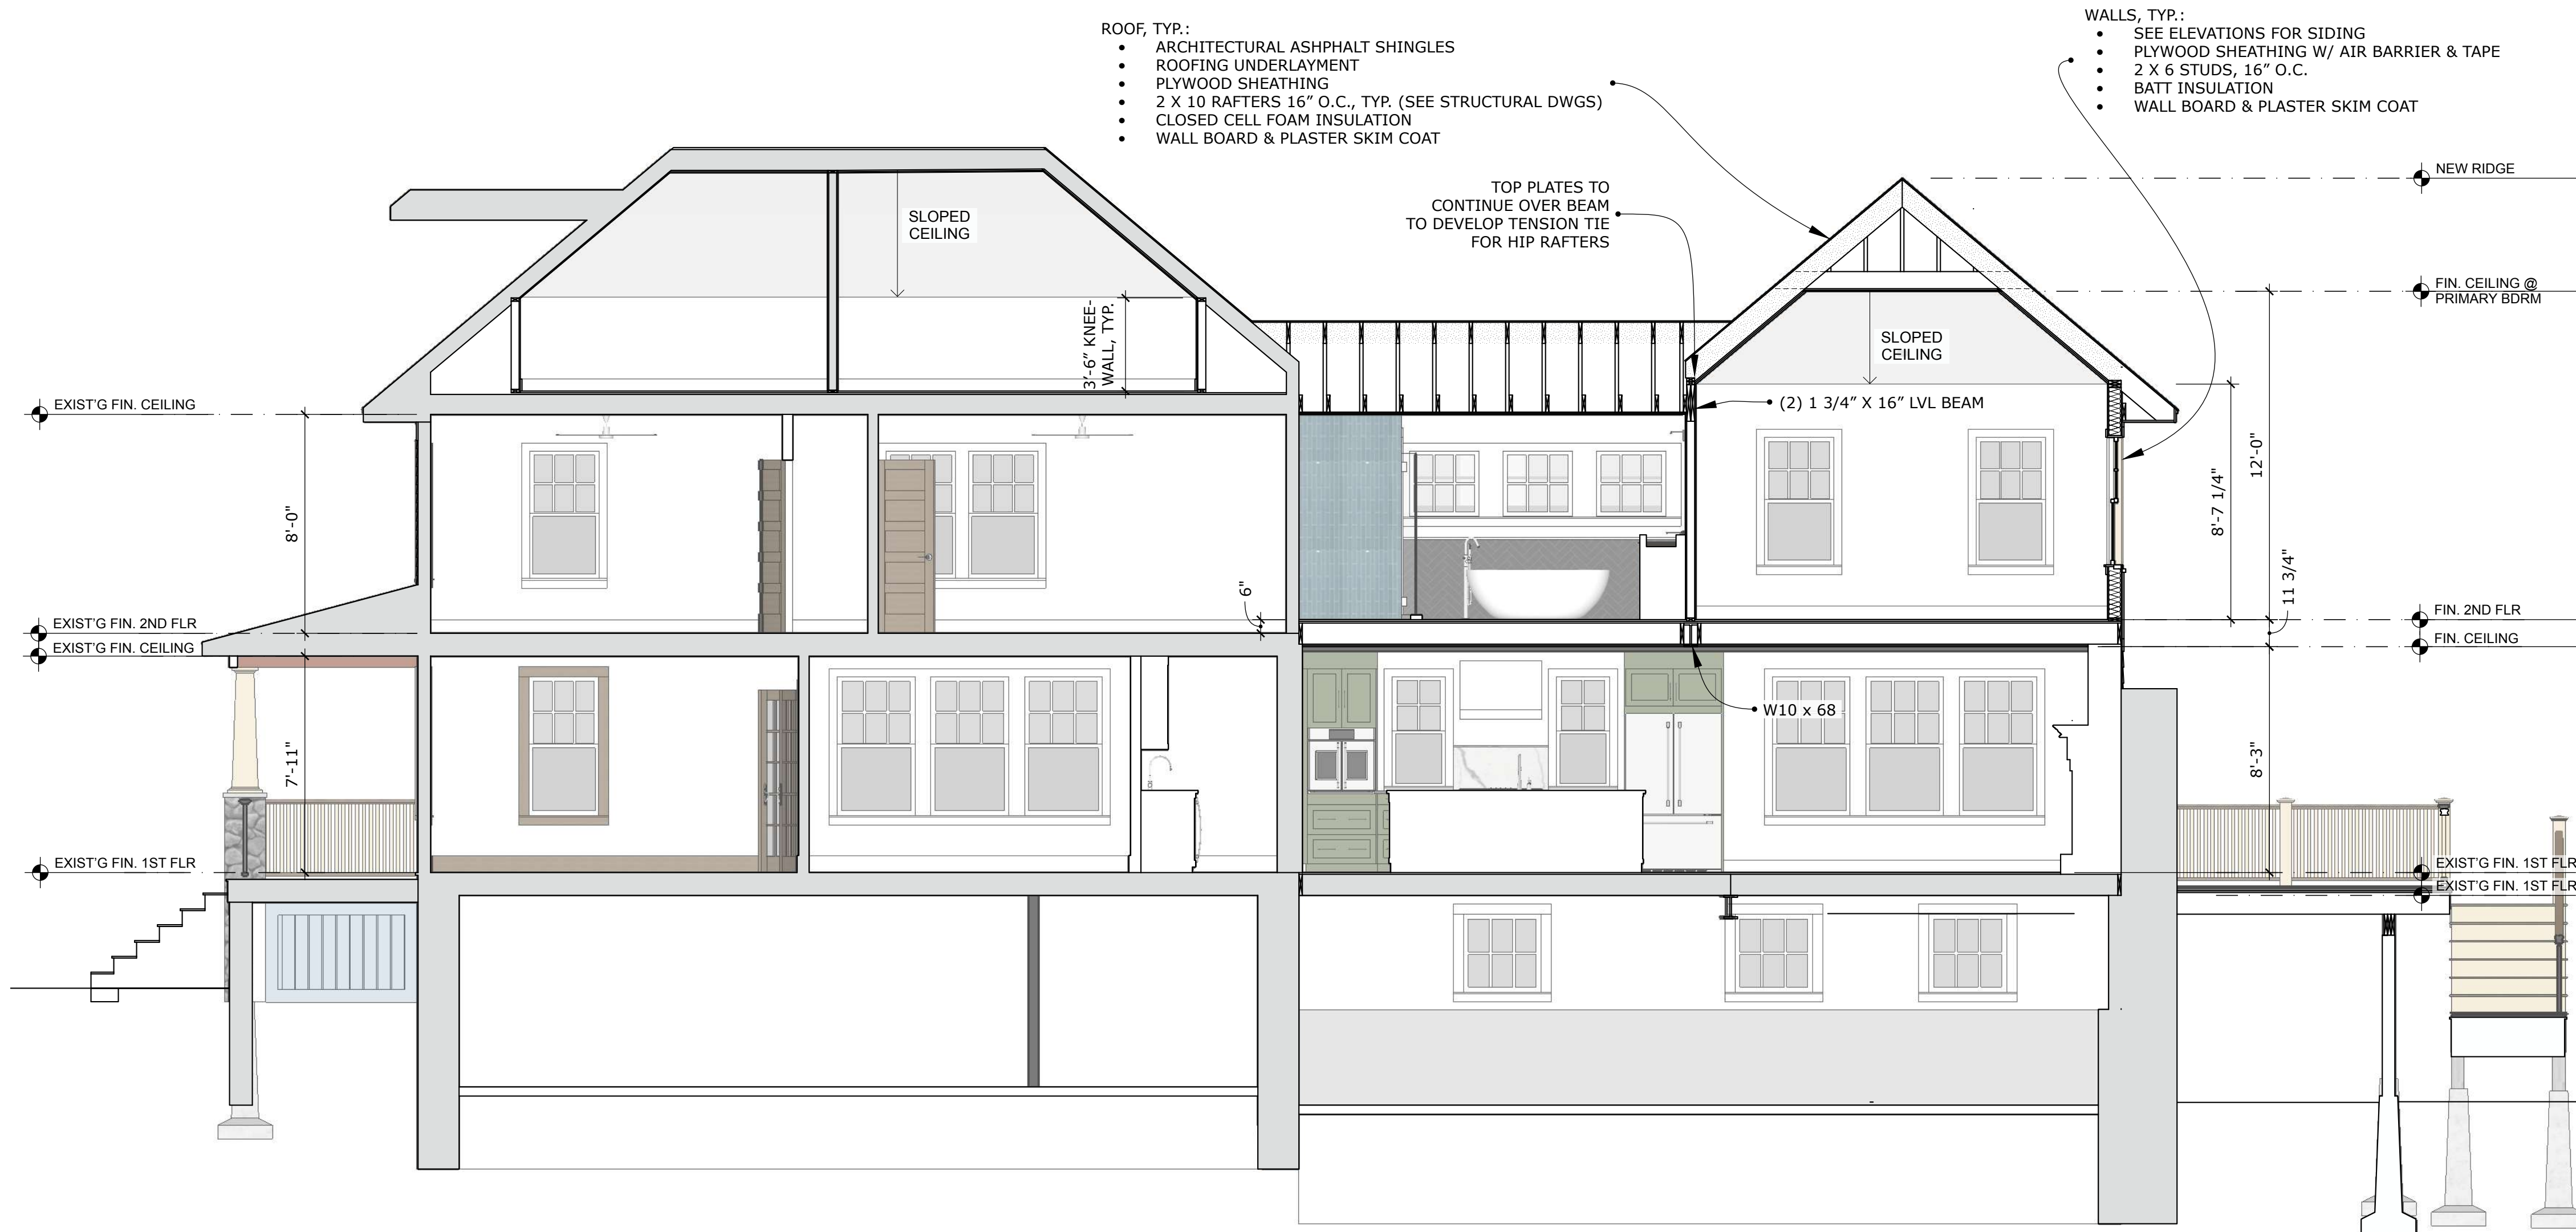 ROOF, TYP.:
• ARCHITECTURAL ASHPHALT SHINGLES
• ROOFING UNDERLAYMENT
• PLYWOOD SHEATHING
• 2 X 10 RAFTERS 16" O.C., TYP. (SEE STRUCTURAL DWGS)
• CLOSED CELL FOAM INSULATION
• WALL BOARD & PLASTER SKIM COAT
WALLS, TYP.:
• SEE ELEVATIONS FOR SIDING
• PLYWOOD SHEATHING W/ AIR BARRIER & TAPE
• 2 X 6 STUDS, 16" O.C.
• BATT INSULATION
• WALL BOARD & PLASTER SKIM COAT
TOP PLATES TO
CONTINUE OVER BEAM
TO DEVELOP TENSION TIE
FOR HIP RAFTERS
NEW RIDGE
SLOPED
CEILING
FIN. CEILING @
PRIMARY BDRM
3'-6" KNEE-
WALL, TYP.
SLOPED
CEILING
EXIST'G FIN. CEILING
(2) 1 3/4" X 16" LVL BEAM
8'-0"
8'-7 1/4"
12'-0"
6"
11 3/4"
EXIST'G FIN. 2ND FLR
EXIST'G FIN. CEILING
FIN. 2ND FLR
FIN. CEILING
W10 x 68
7'-11"
8'-3"
EXIST'G FIN. 1ST FLR
EXIST'G FIN. 1ST FLR
EXIST'G FIN. 1ST FLR